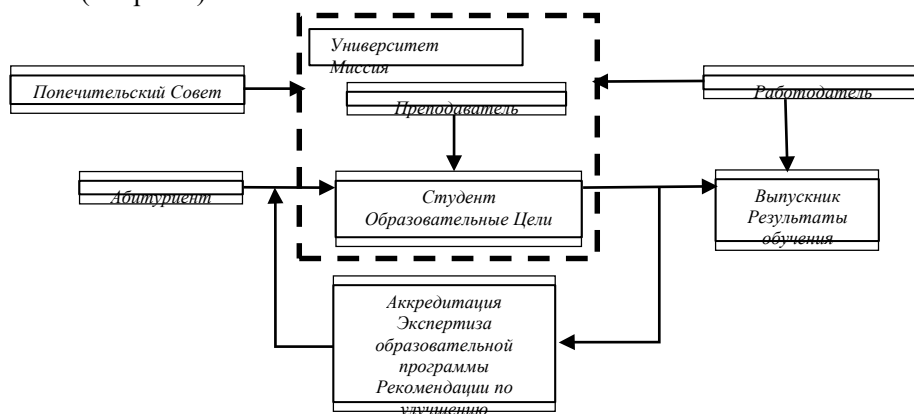 Университет
Миссия
Попечительский Совет
Преподаватель
Работодатель
Абитуриент
Студент
Образовательные Цели
Выпускник
Результаты
обучения
Аккредитация
Экспертиза
образовательной
программы
Рекомендации по
улучшению